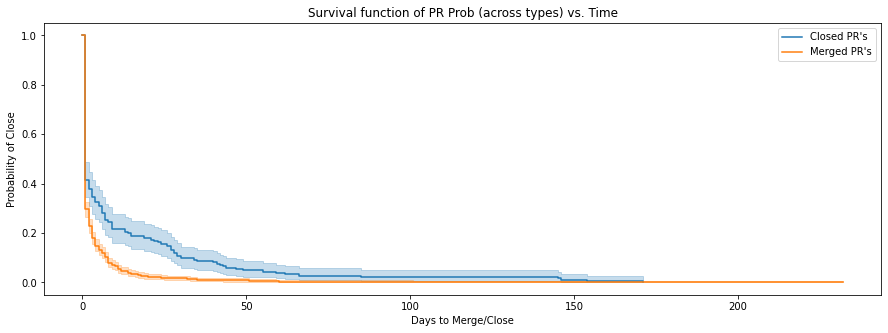 Survival function of PR Prob (across types) vs. Time
Closed PR's
Merged PR's
Probability of Close
1.0
0.8
0.6
0.4
0.2
0.0
0
50
100
150
200
Days to Merge/Close